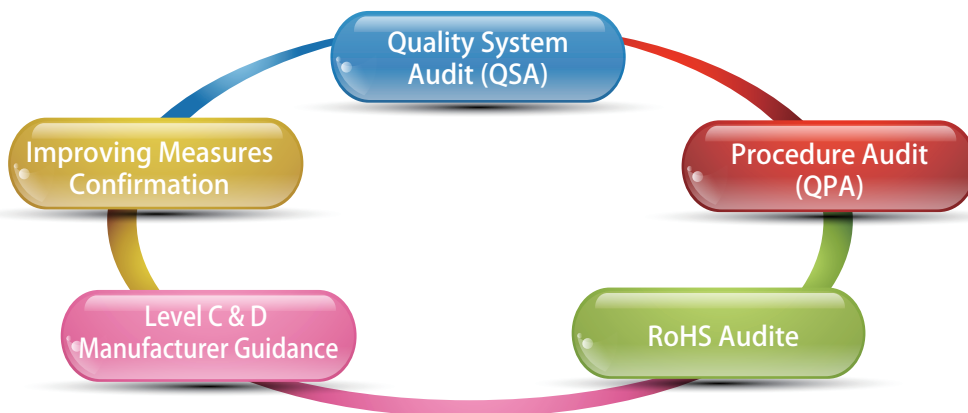 Quality System
Audit (QSA)
Improving Measures
Confirmation
Procedure Audit
(QPA)
Level C & D
Manufacturer Guidance
RoHS Audite